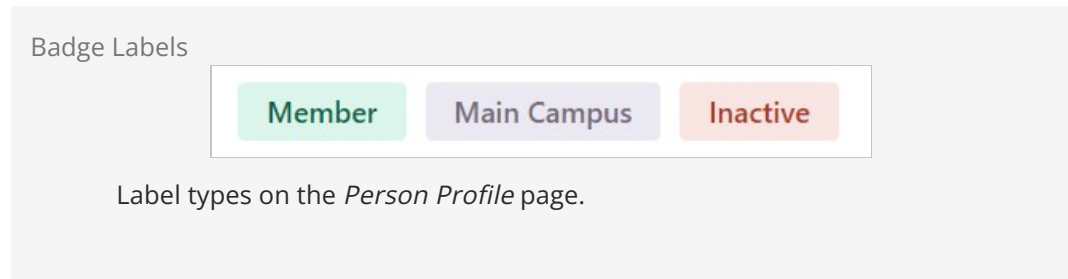 Badge Labels
Member Main Campus Inactive
Label types on the Person Profile page.